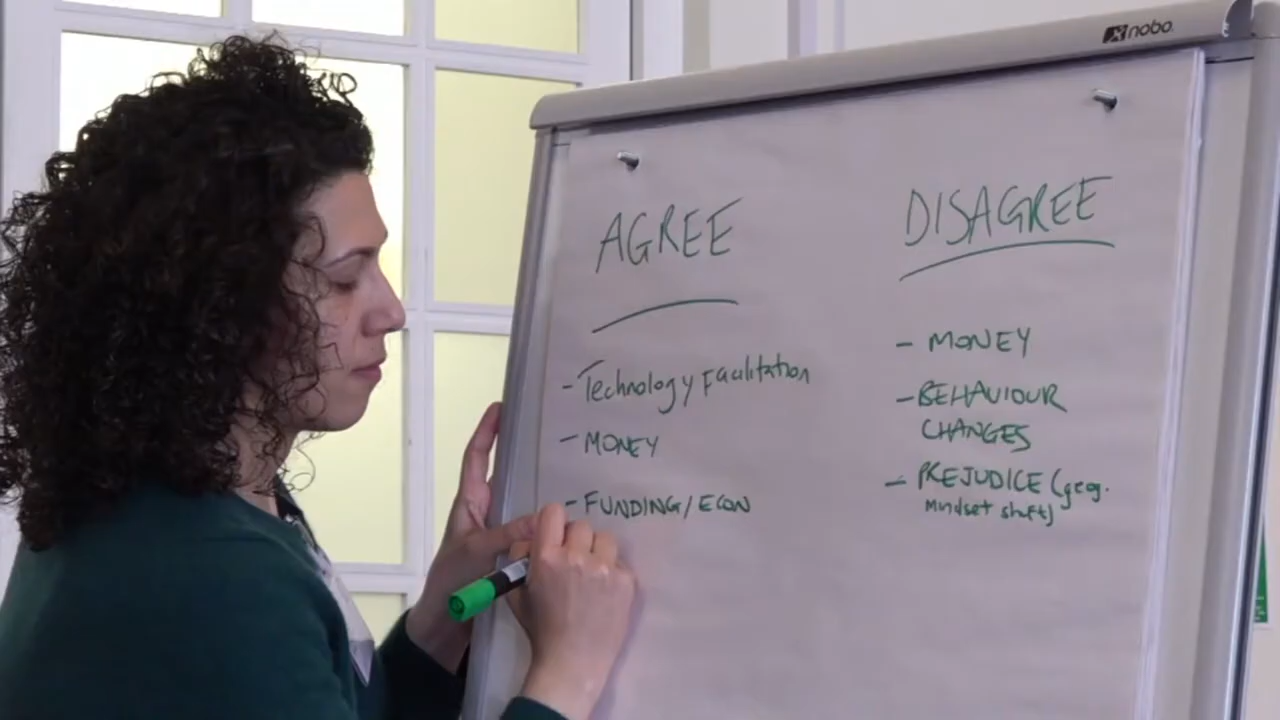 nobo
AGREE
- Technology Facilitation
- MONEY
- FUNDING/ECON
DISAGREE
- MONEY
- BEHAVIOUR
CHANGES
- PREJUDICE (geog.
Mindset shift)